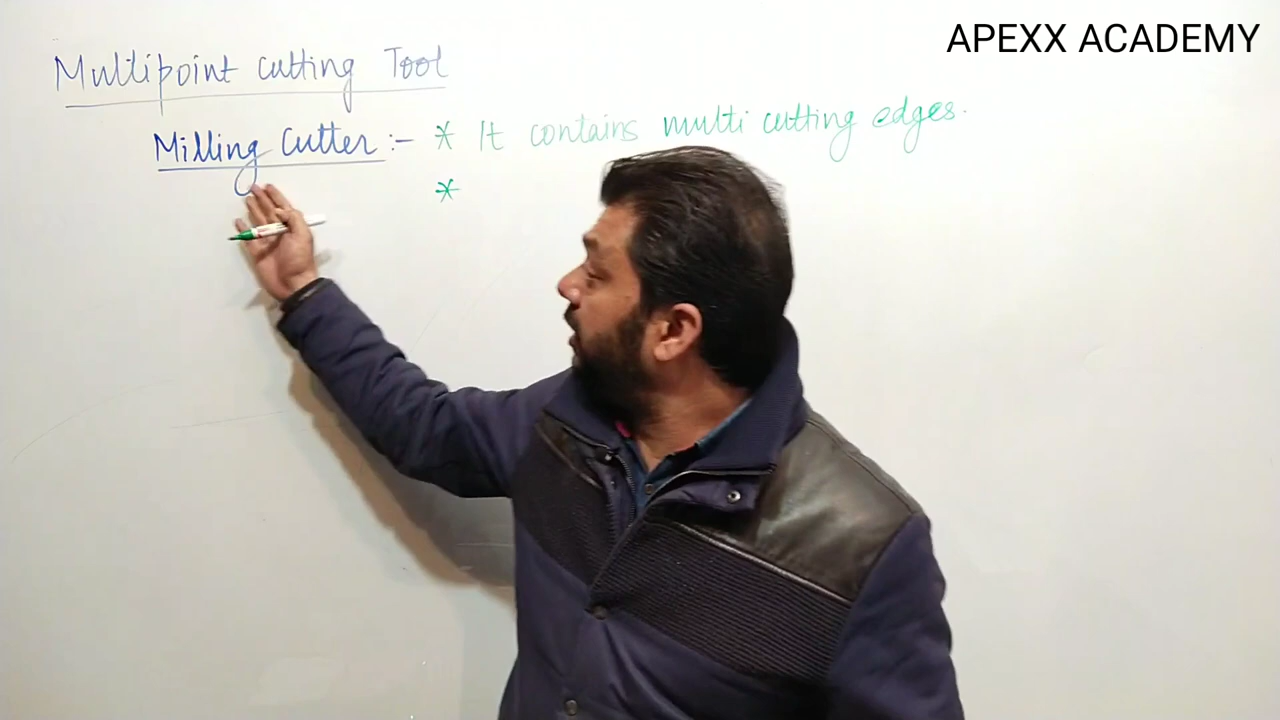 APEXX ACADEMY
Multipoint cutting Tool
Milling Cutter :- * It contains multi cutting edges.
*